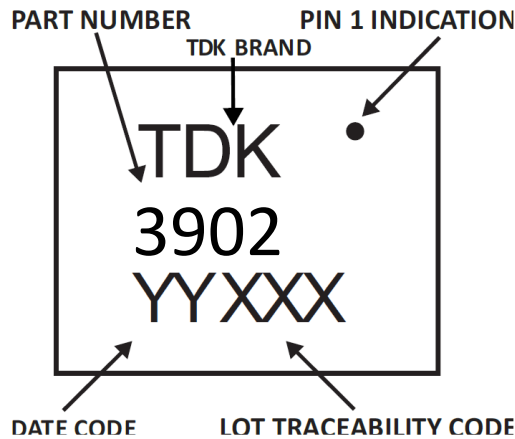 PART NUMBER
PIN 1 INDICATION
TDK BRAND
TDK
3902
YYXXX
DATE CODE
LOT TRACEABILITY CODE